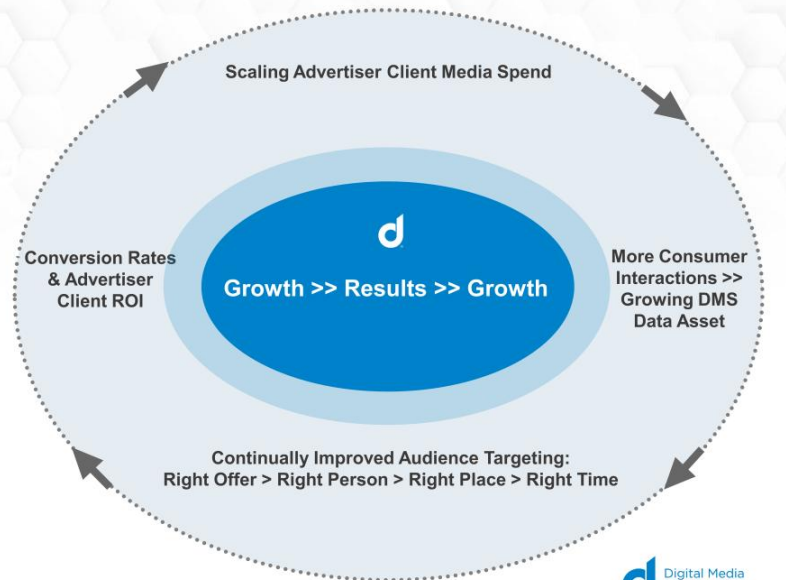 Scaling Advertiser Client Media Spend
Conversion Rates
& Advertiser
Client ROI
Growth >> Results >> Growth
More Consumer
Interactions >>
Growing DMS
Data Asset
Continually Improved Audience Targeting:
Right Offer > Right Person > Right Place > Right Time
Digital Media